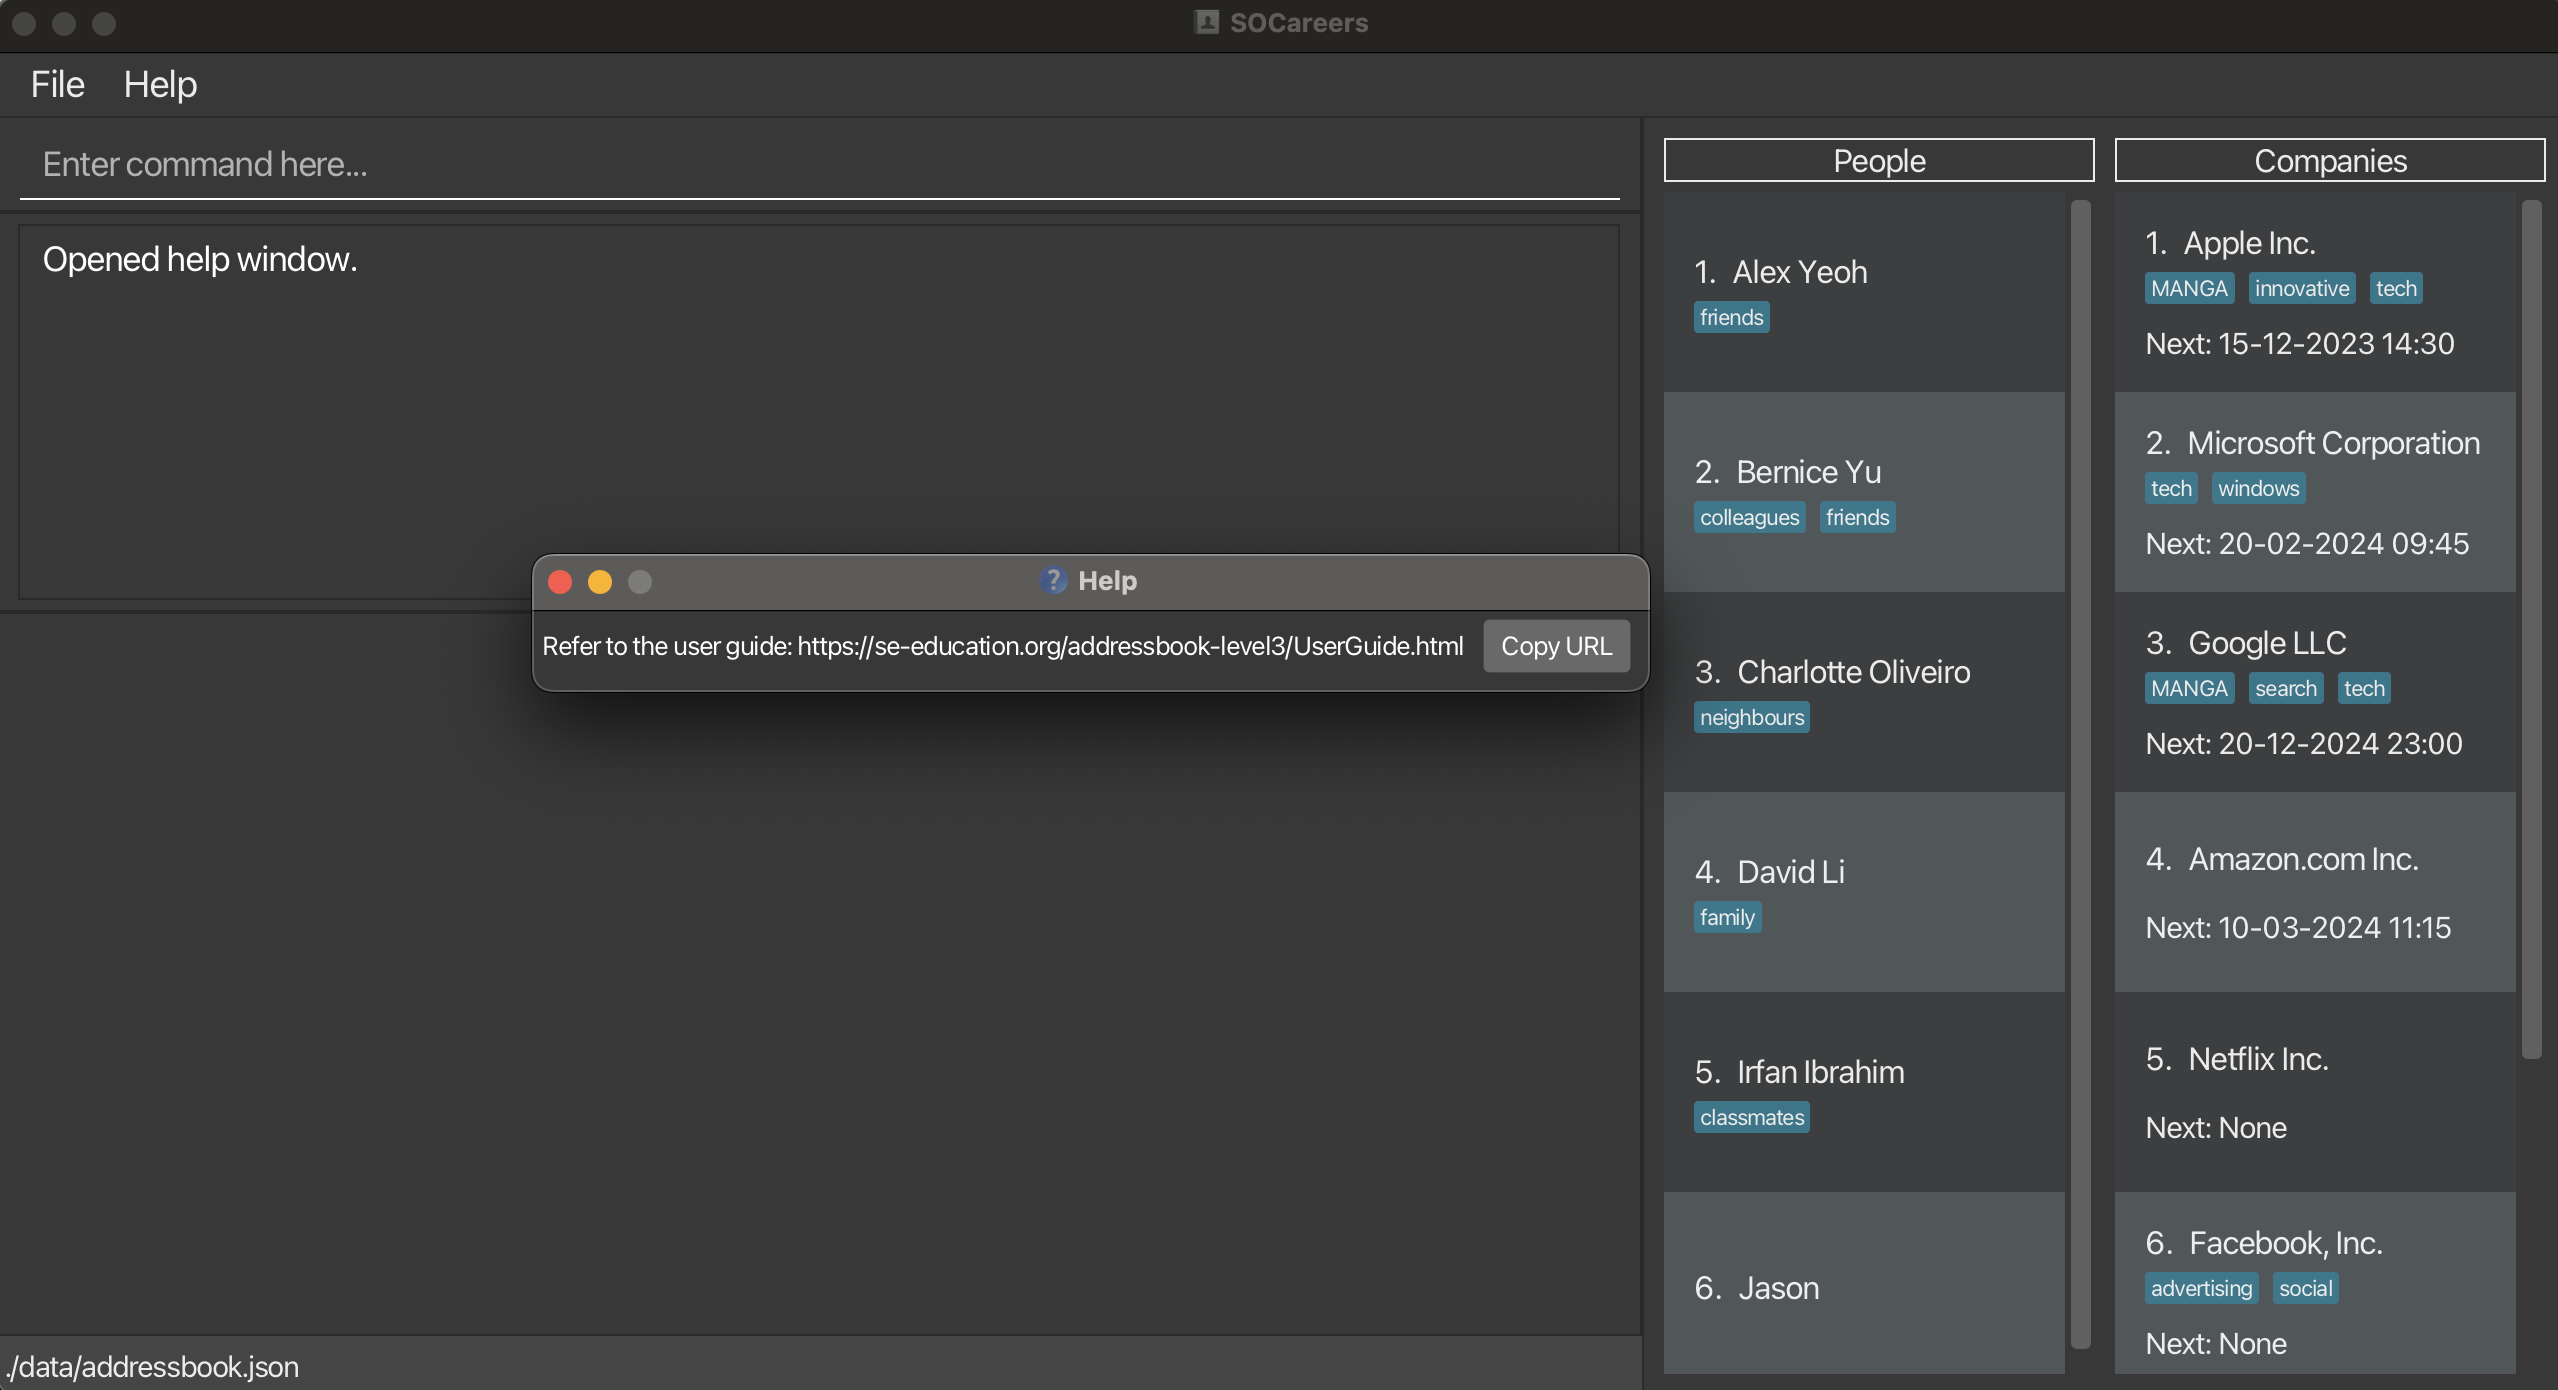 SOCareers
File Help
Enter command here...
Opened help window.
Help
Refer to the user guide: https://se-education.org/addressbook-level3/UserGuide.html Copy URL
./data/addressbook.json
People
1. Alex Yeoh
friends
2. Bernice Yu
colleagues friends
3. Charlotte Oliveiro
neighbours
4. David Li
family
5. Irfan Ibrahim
classmates
6. Jason
Companies
1. Apple Inc.
MANGA innovative tech
Next: 15-12-2023 14:30
2. Microsoft Corporation
tech windows
Next: 20-02-2024 09:45
3. Google LLC
MANGA search tech
Next: 20-12-2024 23:00
4. Amazon.com Inc.
Next: 10-03-2024 11:15
5. Netflix Inc.
Next: None
6. Facebook, Inc.
advertising social
Next: None